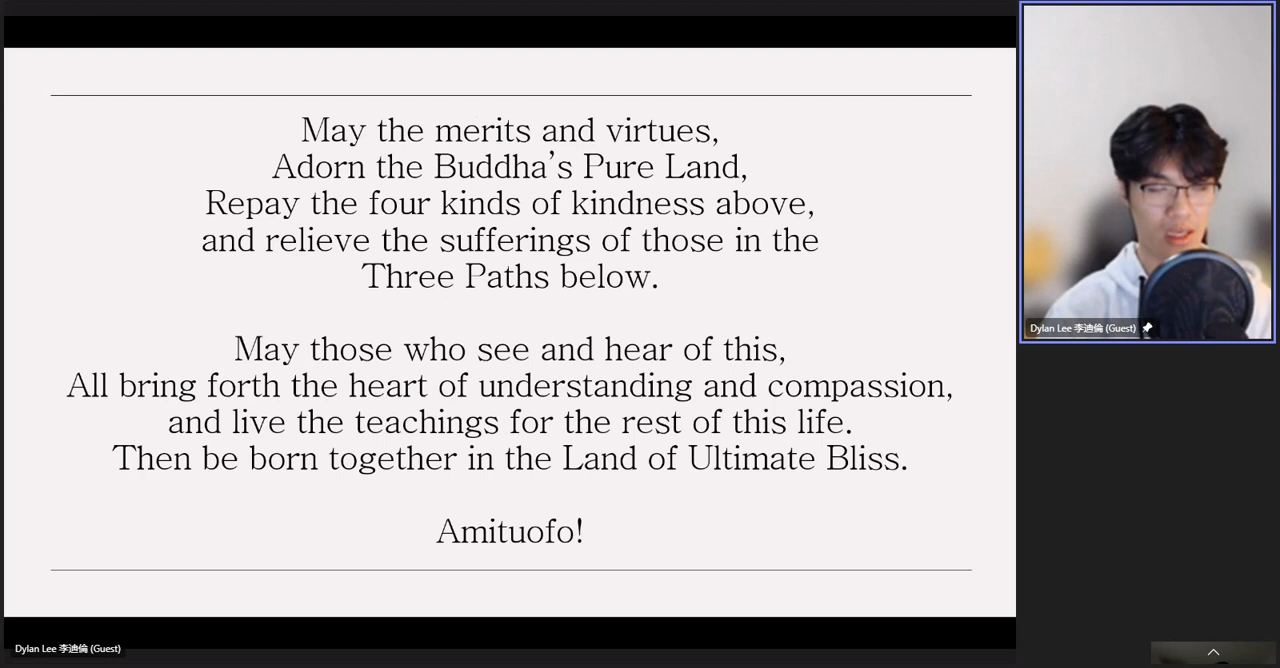 May the merits and virtues,
Adorn the Buddha's Pure Land,
Repay the four kinds of kindness above,
and relieve the sufferings of those in the
Three Paths below.
May those who see and hear of this,
All bring forth the heart of understanding and compassion,
and live the teachings for the rest of this life.
Then be born together in the Land of Ultimate Bliss.
Amituofo!
Dylan Lee 李迪倫 (Guest)
Dylan Lee 李迪倫 (Guest)